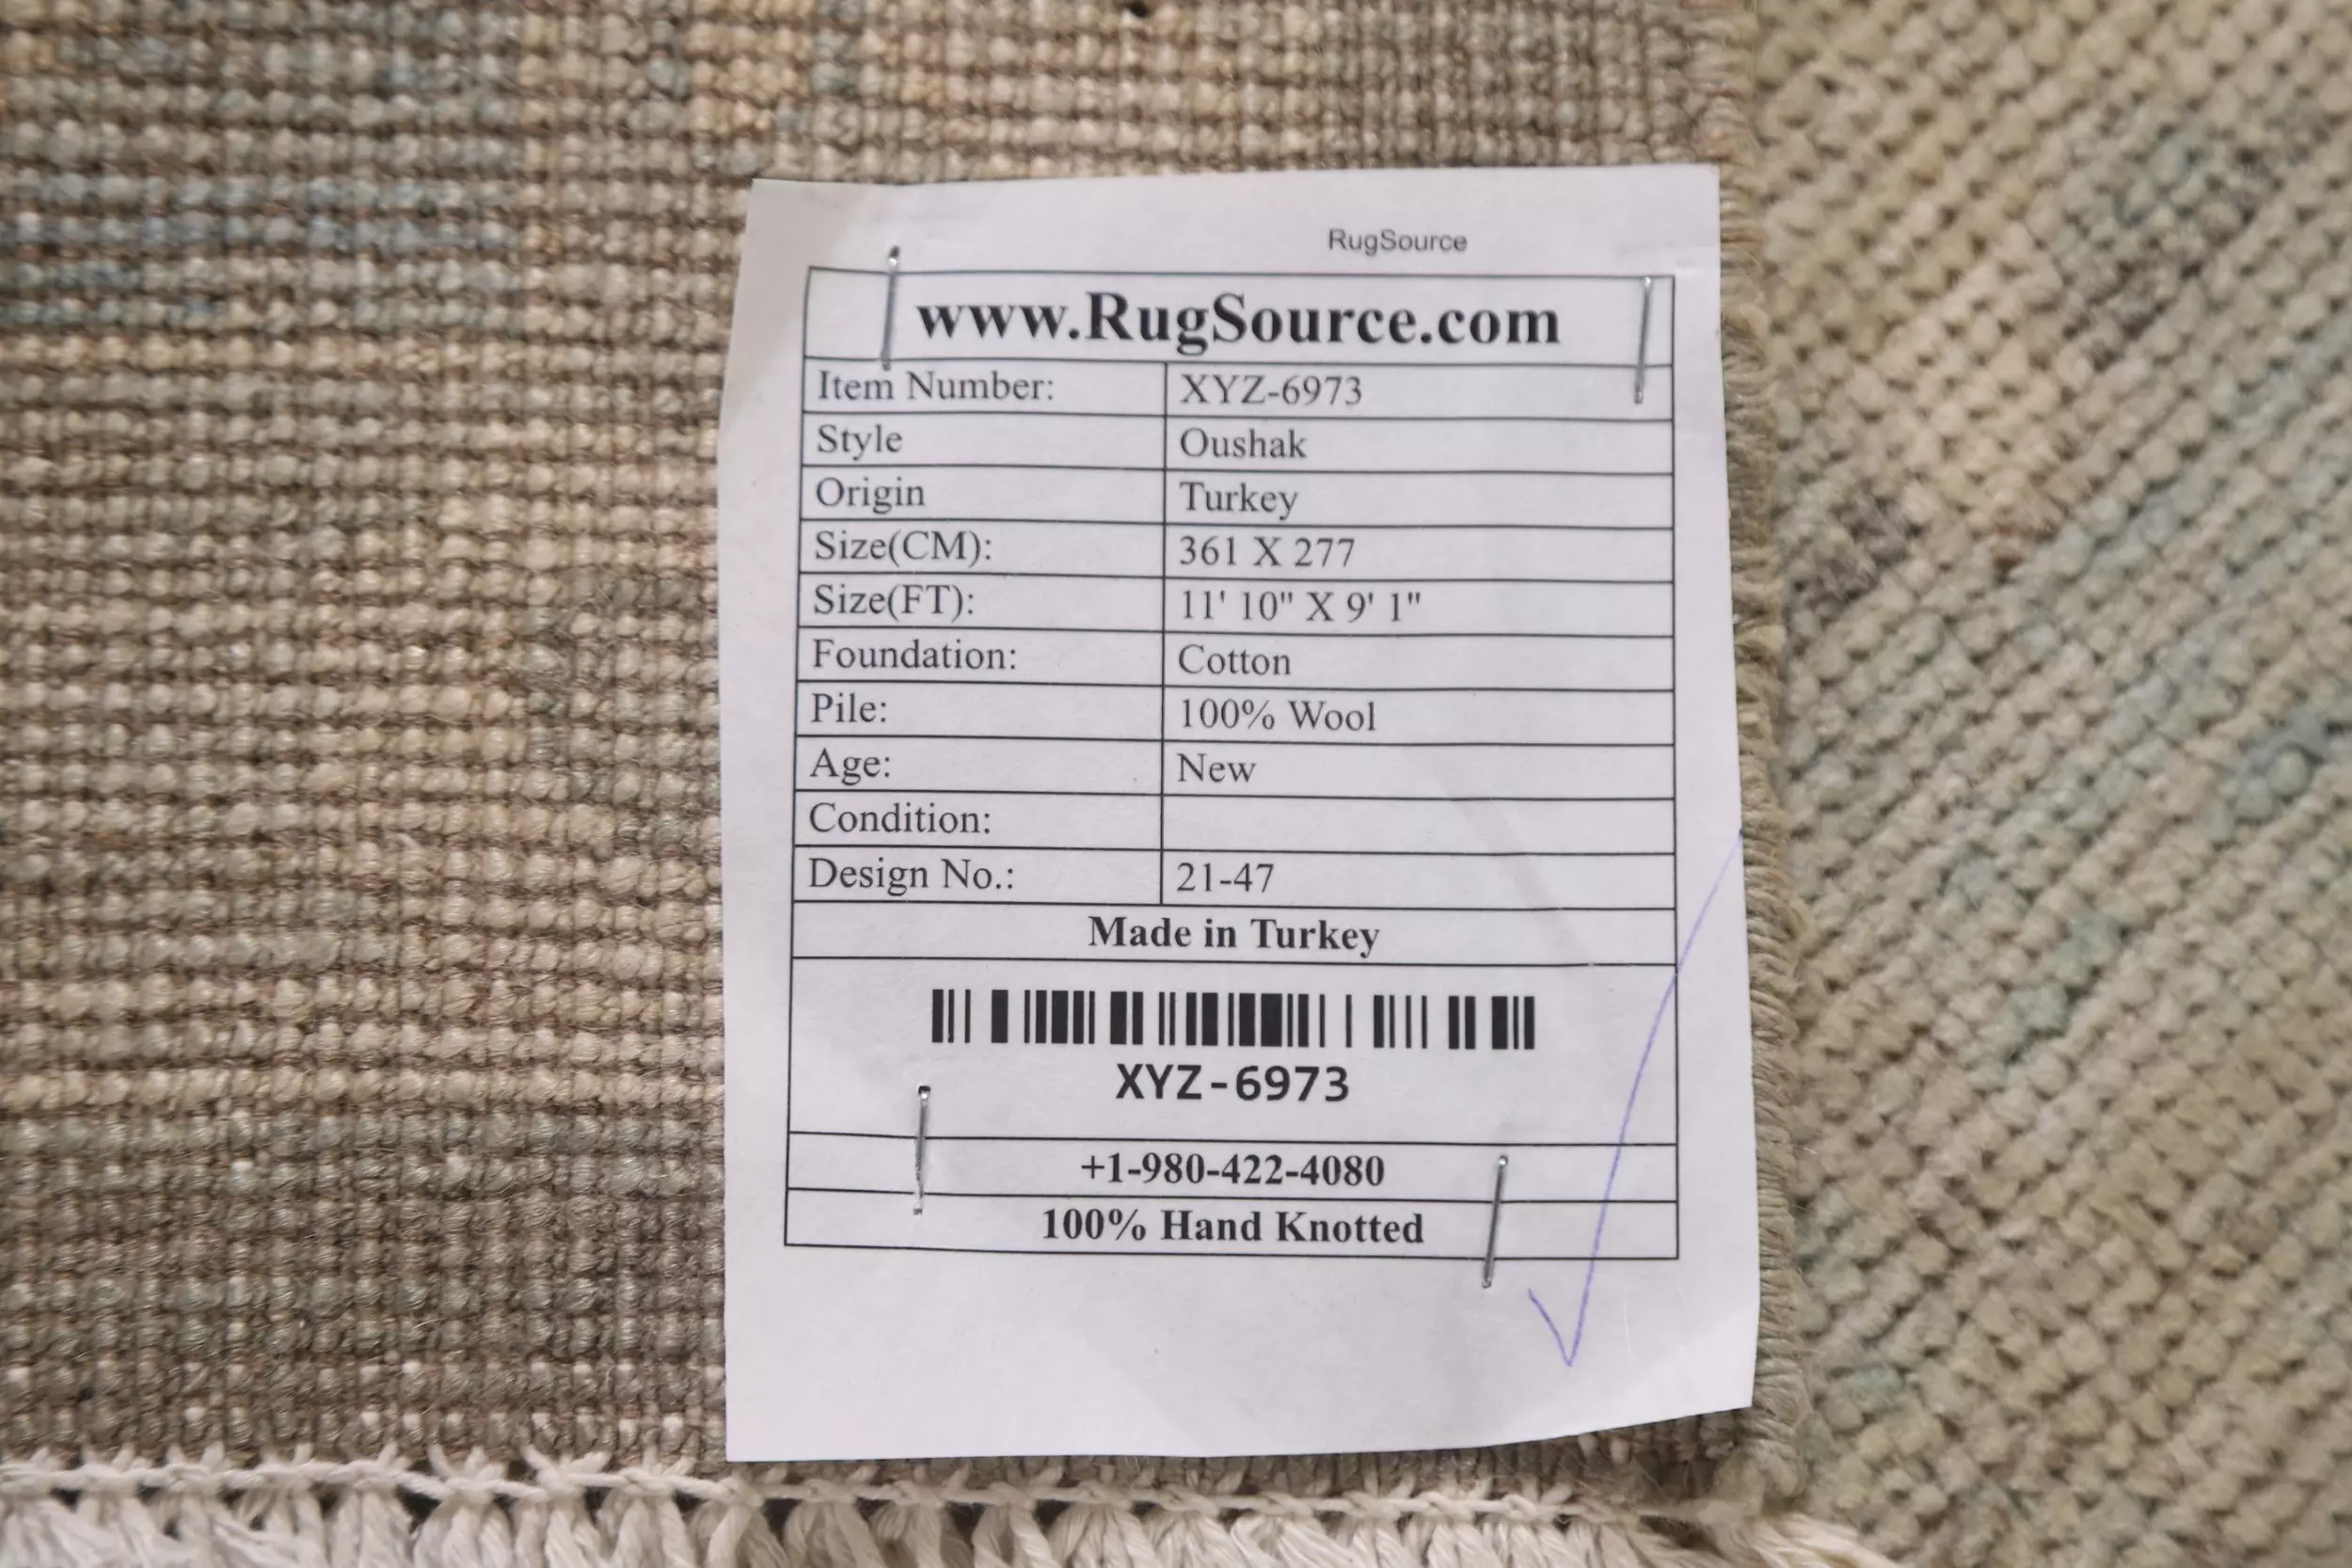 RugSource
www.RugSource.com
Item Number: XYZ-6973
Style Oushak
Origin Turkey
Size(CM): 361 X 277
Size(FT): 11' 10" X 9' 1"
Foundation: Cotton
Pile: 100% Wool
Age: New
Condition:
Design No.: 21-47
Made in Turkey
XYZ-6973
+1-980-422-4080
100% Hand Knotted